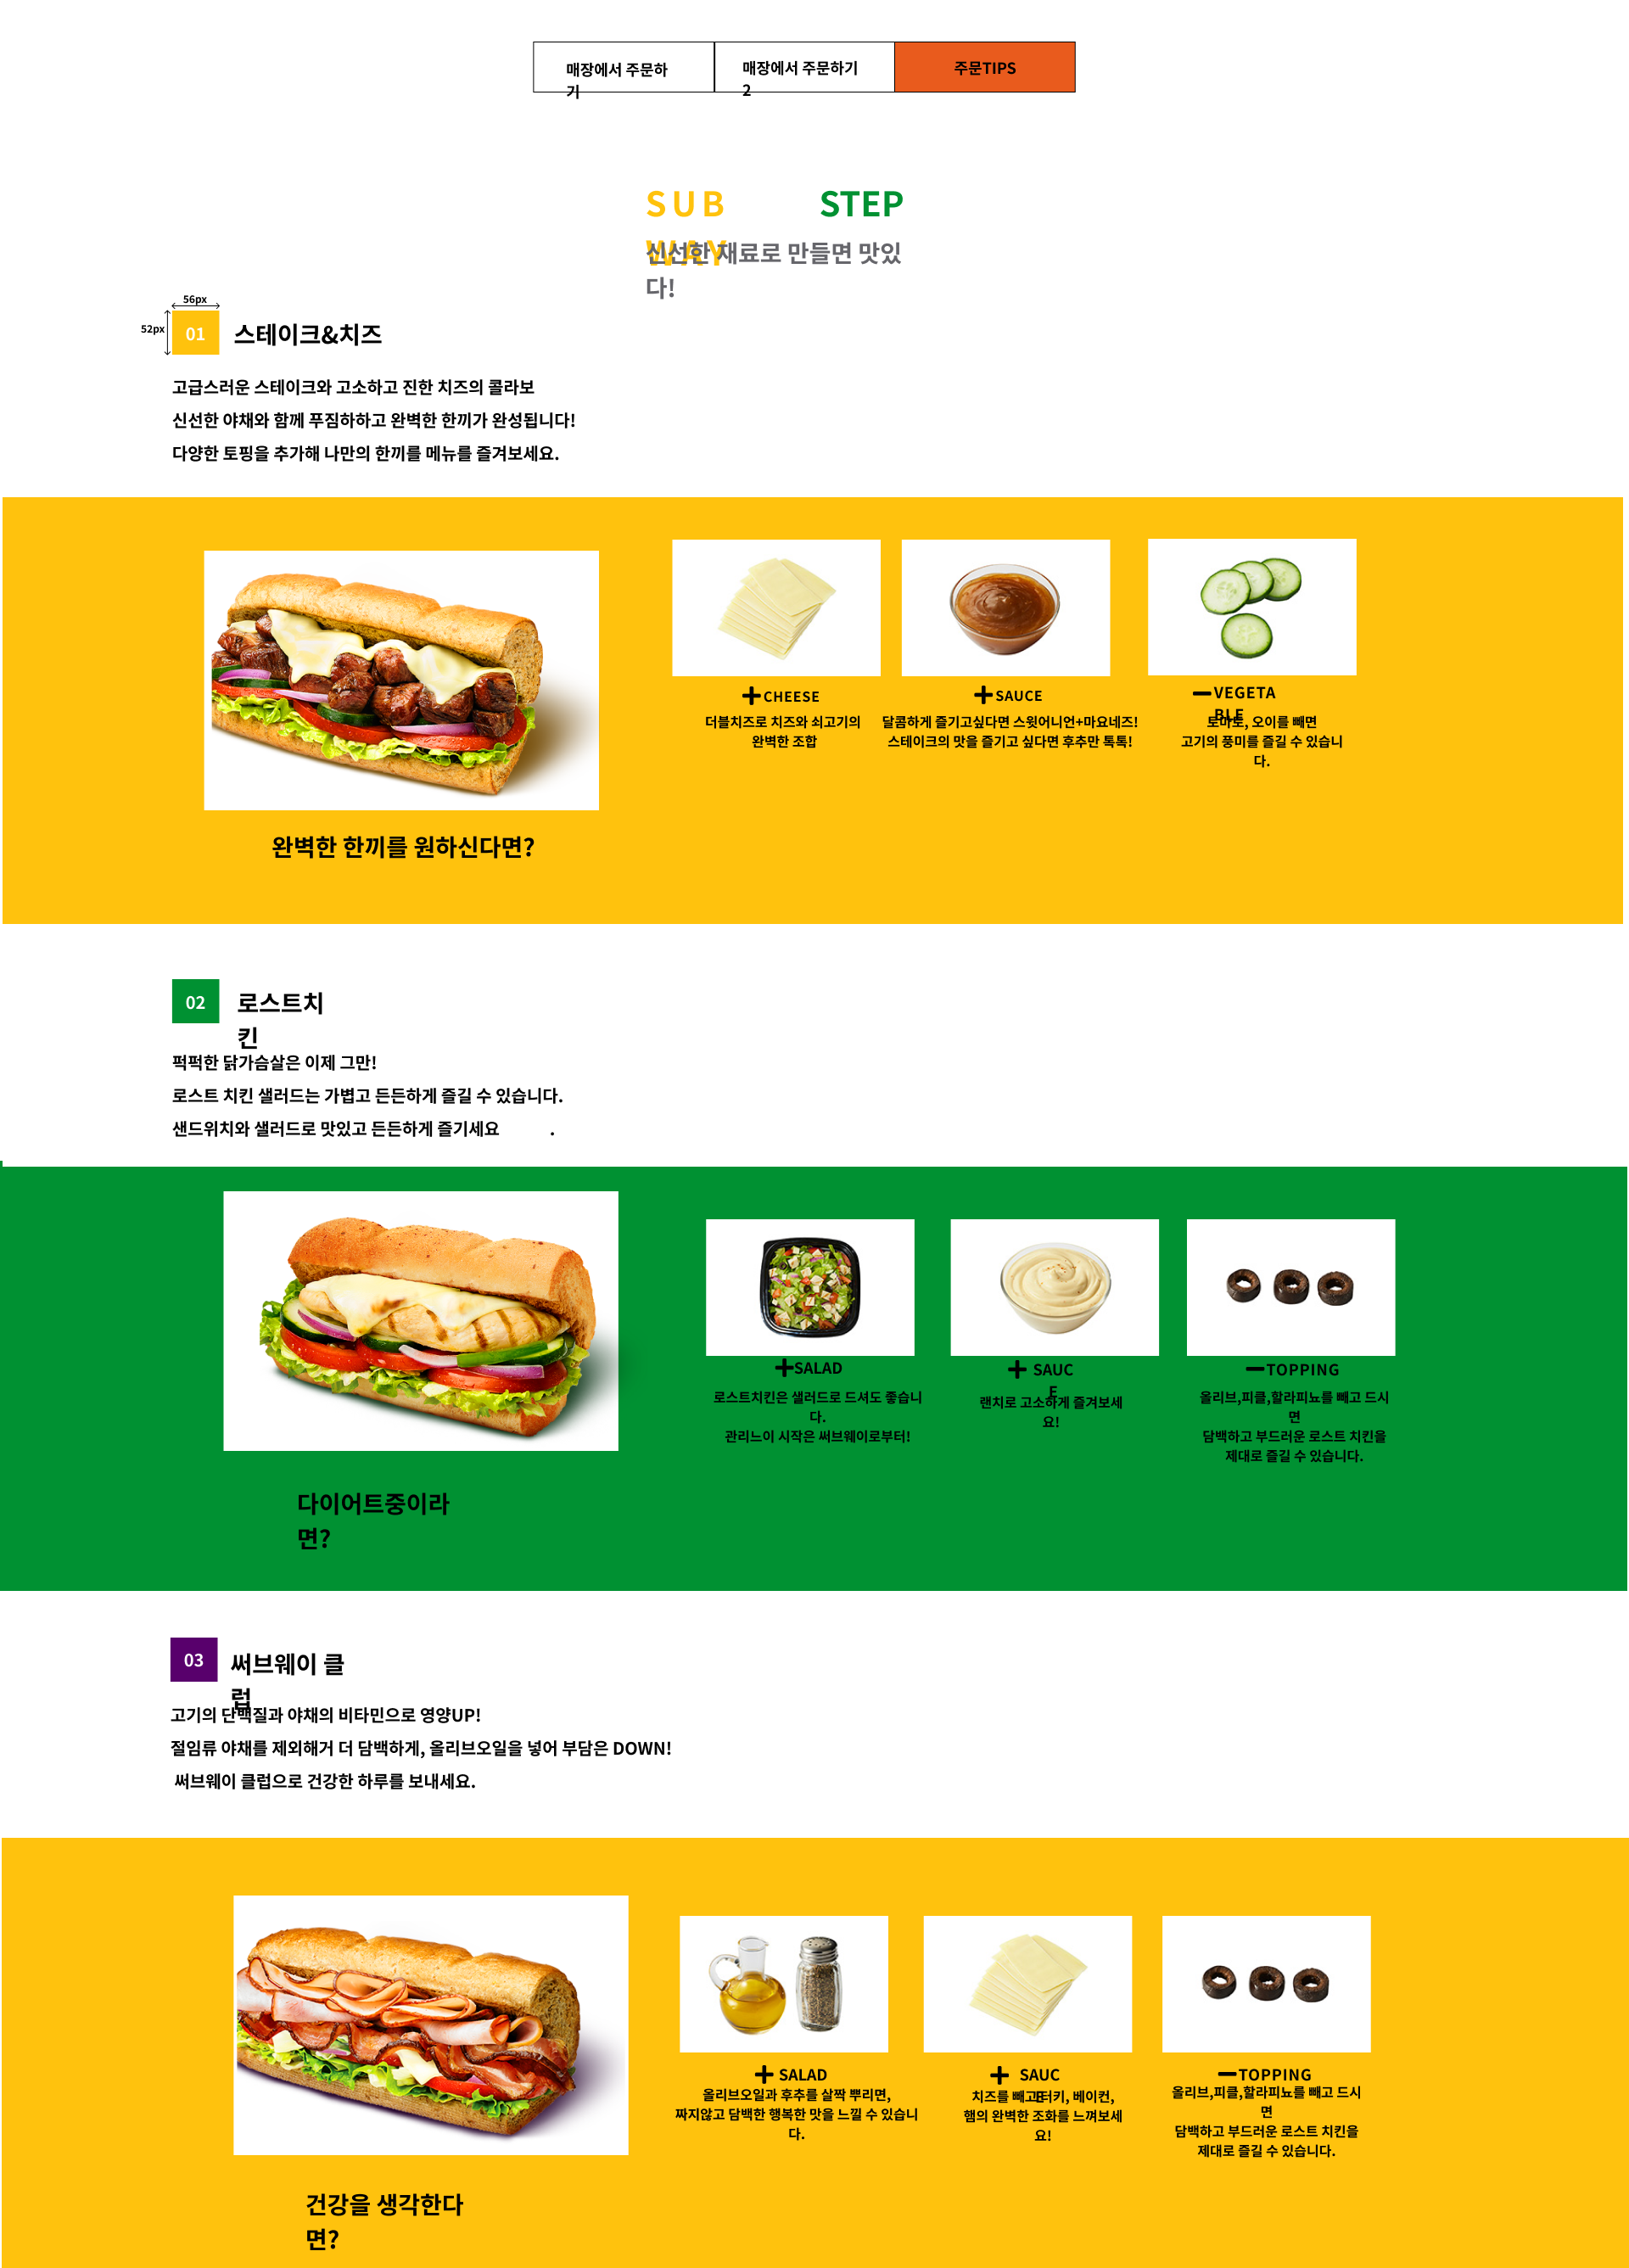 매장에서 주문하
기
매장에서 주문하기
2
주문TIPS
SUB
WAY
STEP
신선한 재료로 만들면 맛있
다!
56px
52px
01
스테이크&치즈
고급스러운 스테이크와 고소하고 진한 치즈의 콜라보
신선한 야채와 함께 푸짐하하고 완벽한 한끼가 완성됩니다!
다양한 토핑을 추가해 나만의 한끼를 메뉴를 즐겨보세요.
CHEESE
더블치즈로 치즈와 쇠고기의
완벽한 조합
SAUCE
달콤하게 즐기고싶다면 스윗어니언+마요네즈!
스테이크의 맛을 즐기고 싶다면 후추만 톡톡!
VEGETA
BLE
토마토, 오이를 빼면
고기의 풍미를 즐길 수 있습니
다.
완벽한 한끼를 원하신다면?
02
로스트치
킨
퍽퍽한 닭가슴살은 이제 그만!
로스트 치킨 샐러드는 가볍고 든든하게 즐길 수 있습니다.
샌드위치와 샐러드로 맛있고 든든하게 즐기세요 .
SALAD
로스트치킨은 샐러드로 드셔도 좋습니
다.
관리느이 시작은 써브웨이로부터!
SAUC
E
랜치로 고소하게 즐겨보세
요!
TOPPING
올리브,피클,할라피뇨를 빼고 드시
면
담백하고 부드러운 로스트 치킨을
제대로 즐길 수 있습니다.
다이어트중이라
면?
03
써브웨이 클
럽
고기의 단백질과 야채의 비타민으로 영양UP!
절임류 야채를 제외해거 더 담백하게, 올리브오일을 넣어 부담은 DOWN!
써브웨이 클럽으로 건강한 하루를 보내세요.
SALAD
올리브오일과 후추를 살짝 뿌리면,
짜지않고 담백한 행복한 맛을 느낄 수 있습니
다.
SAUC
E
치즈를 빼고 터키, 베이컨,
햄의 완벽한 조화를 느껴보세
요!
TOPPING
올리브,피클,할라피뇨를 빼고 드시
면
담백하고 부드러운 로스트 치킨을
제대로 즐길 수 있습니다.
건강을 생각한다
면?